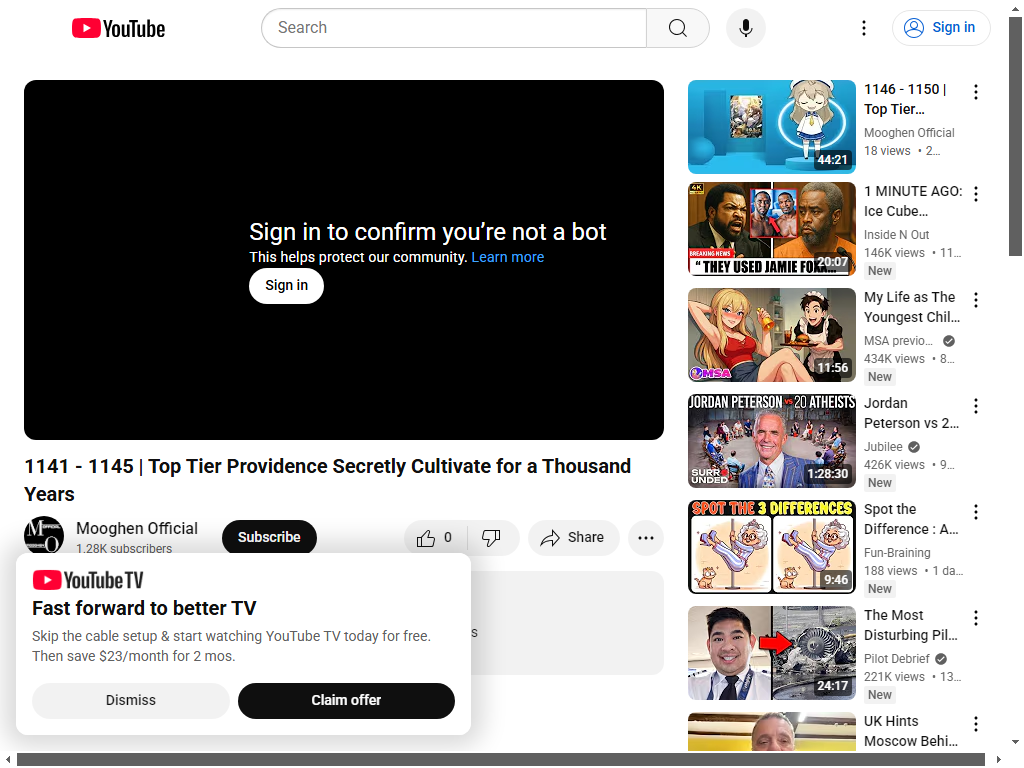 YouTube
Search
Sign in
Sign in to confirm you’re not a bot
This helps protect our community. Learn more
Sign in
1141 - 1145 | Top Tier Providence Secretly Cultivate for a Thousand
Years
Mooghen Official
1.28K subscribers
Subscribe
0
Share
YouTube TV
Fast forward to better TV
Skip the cable setup & start watching YouTube TV today for free.
Then save $23/month for 2 mos.
Dismiss
Claim offer
s
44:21
1146 - 1150 |
Top Tier…
Mooghen Official
18 views • 2…
4K
BREAKING NEWS
20:07
1 MINUTE AGO:
Ice Cube…
Inside N Out
146K views • 11…
New
MSA
11:56
My Life as The
Youngest Chil…
MSA previo…
434K views • 8…
New
JORDAN PETERSON vs 20 ATHEISTS
SURROUNDED
1:28:30
Jordan
Peterson vs 2…
Jubilee
426K views • 9…
New
SPOT THE 3 DIFFERENCES
9:46
Spot the
Difference : A…
Fun-Braining
188 views • 1 da…
New
24:17
The Most
Disturbing Pil…
Pilot Debrief
221K views • 13…
New
UK Hints
Moscow Behi…